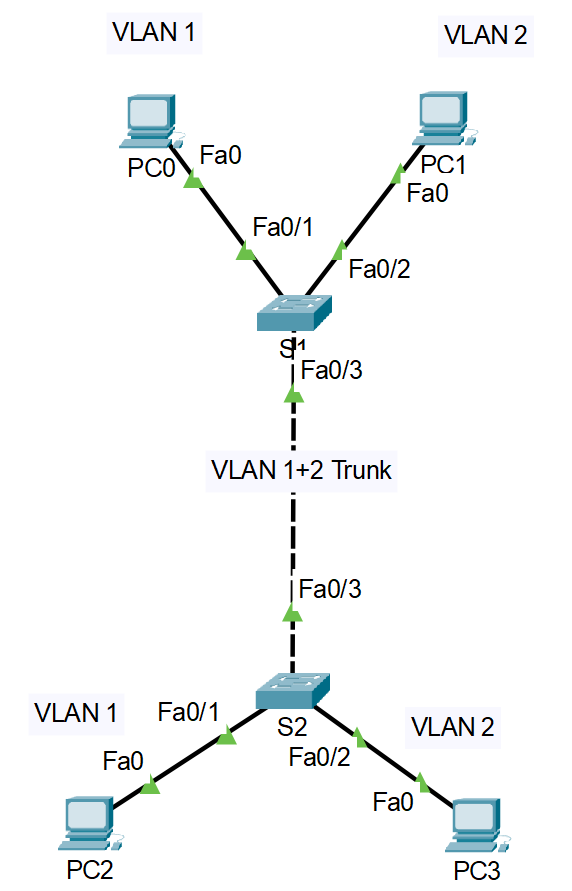 VLAN 1
VLAN 2
PC0
Fa0
PC1
Fa0
Fa0/1
Fa0/2
S1
Fa0/3
VLAN 1+2 Trunk
Fa0/3
S2
VLAN 1
Fa0/1
VLAN 2
Fa0/2
Fa0
Fa0
PC2
PC3